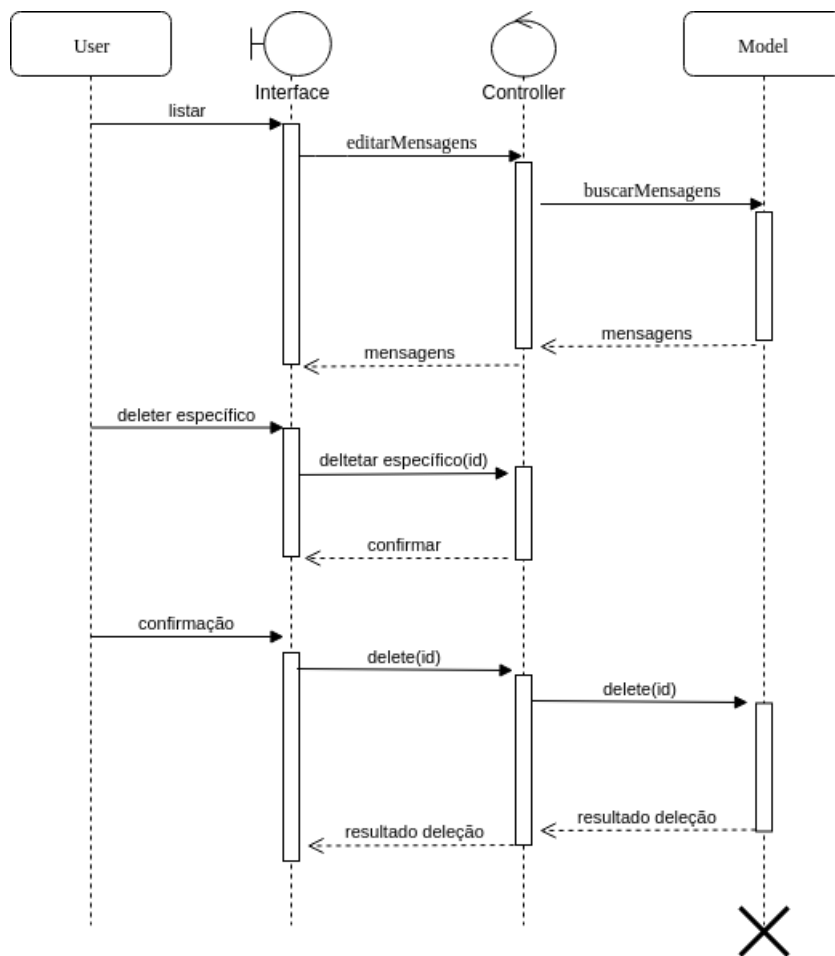 User
Interface
Controller
Model
listar
editarMensagens
buscarMensagens
mensagens
mensagens
deleter específico
deltetar específico(id)
confirmar
confirmação
delete(id)
delete(id)
resultado deleção
resultado deleção